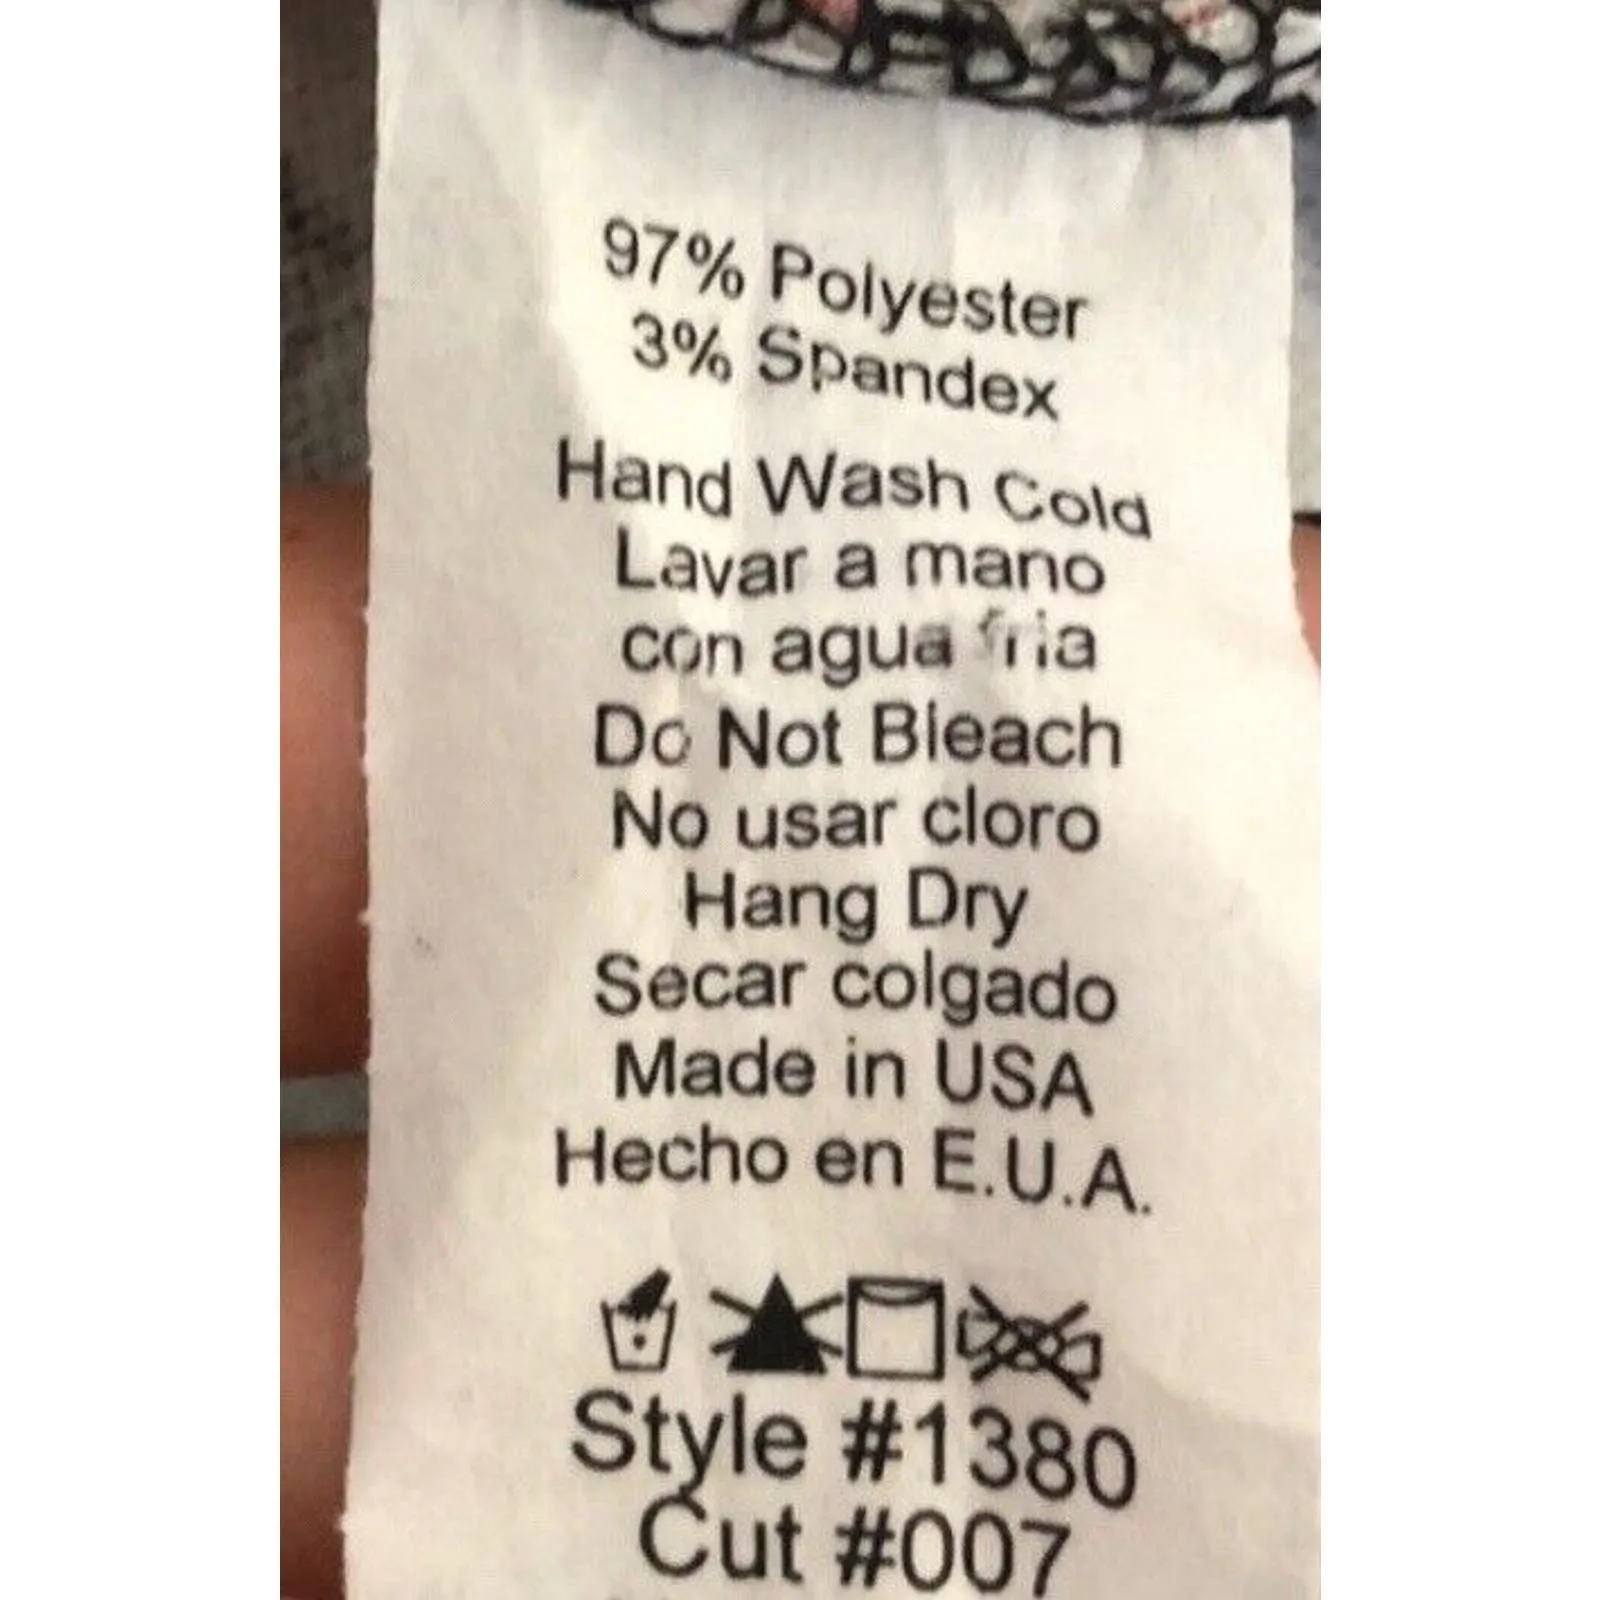 97% Polyester
3% Spandex
Hand Wash Cold
Lavar a mano
con agua fria
Do Not Bleach
No usar cloro
Hang Dry
Secar colgado
Made in USA
Hecho en E.U.A.
Style #1380
Cut #007